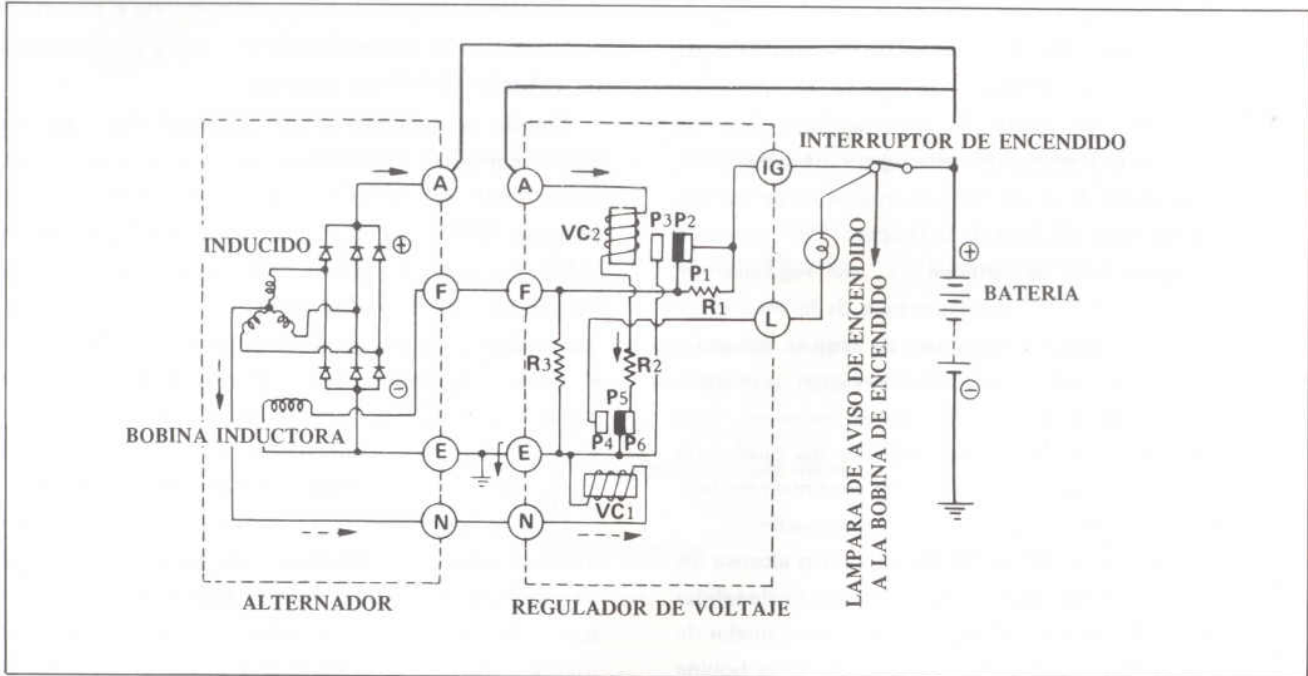 INTERRUPTOR DE ENCENDIDO
A
A
IG
INDUCIDO
⊕
VC2
P3 P2
P1
R1
F
F
L
⊕
BATERIA
⊖
R3
R2
⊖
P5
P4 P6
BOBINA INDUCTORA
E
E
VC1
N
N
LAMPARA DE AVISO DE ENCENDIDO
A LA BOBINA DE ENCENDIDO
ALTERNADOR
REGULADOR DE VOLTAJE